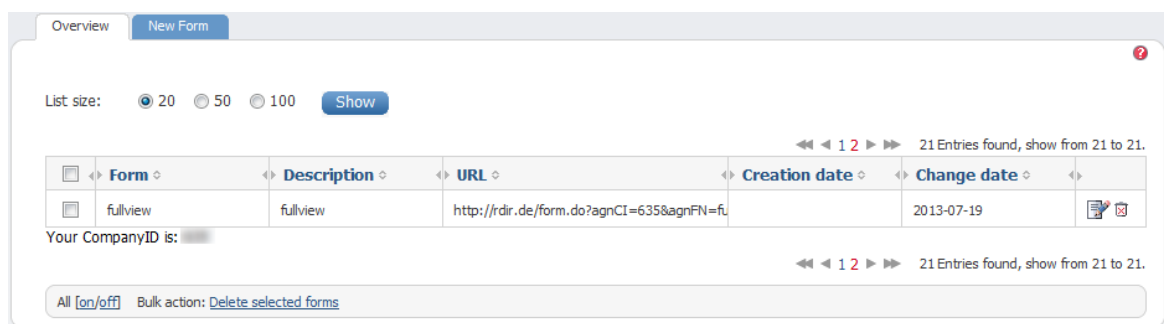 Overview New Form
List size: 20 50 100 Show
1 2 21 Entries found, show from 21 to 21.
Form Description URL Creation date Change date
fullview fullview http://rdir.de/form.do?agnCI=635&agnFN=fu 2013-07-19
Your CompanyID is:
1 2 21 Entries found, show from 21 to 21.
All [on/off] Bulk action: Delete selected forms